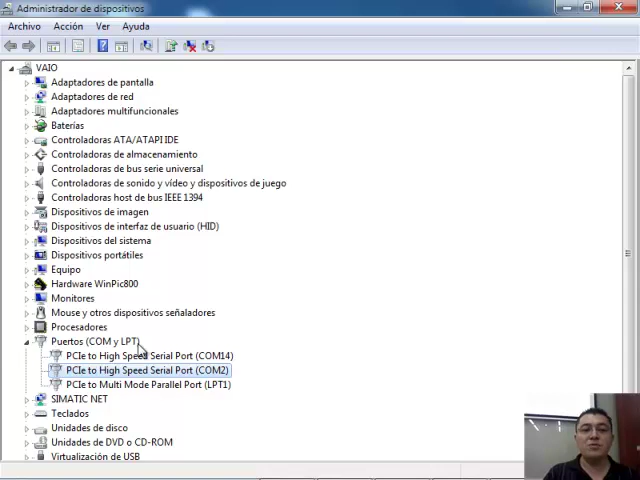 Administrador de dispositivos
Archivo Acción Ver Ayuda
VAIO
Adaptadores de pantalla
Adaptadores de red
Adaptadores multifuncionales
Baterías
Controladoras ATA/ATAPI IDE
Controladoras de almacenamiento
Controladoras de bus serie universal
Controladoras de sonido y vídeo y dispositivos de juego
Controladoras host de bus IEEE 1394
Dispositivos de imagen
Dispositivos de interfaz de usuario (HID)
Dispositivos del sistema
Dispositivos portátiles
Equipo
Hardware WinPic800
Monitores
Mouse y otros dispositivos señaladores
Procesadores
Puertos (COM y LPT)
PCIe to High Speed Serial Port (COM14)
PCIe to High Speed Serial Port (COM2)
PCIe to Multi Mode Parallel Port (LPT1)
SIMATIC NET
Teclados
Unidades de disco
Unidades de DVD o CD-ROM
Virtualización de USB